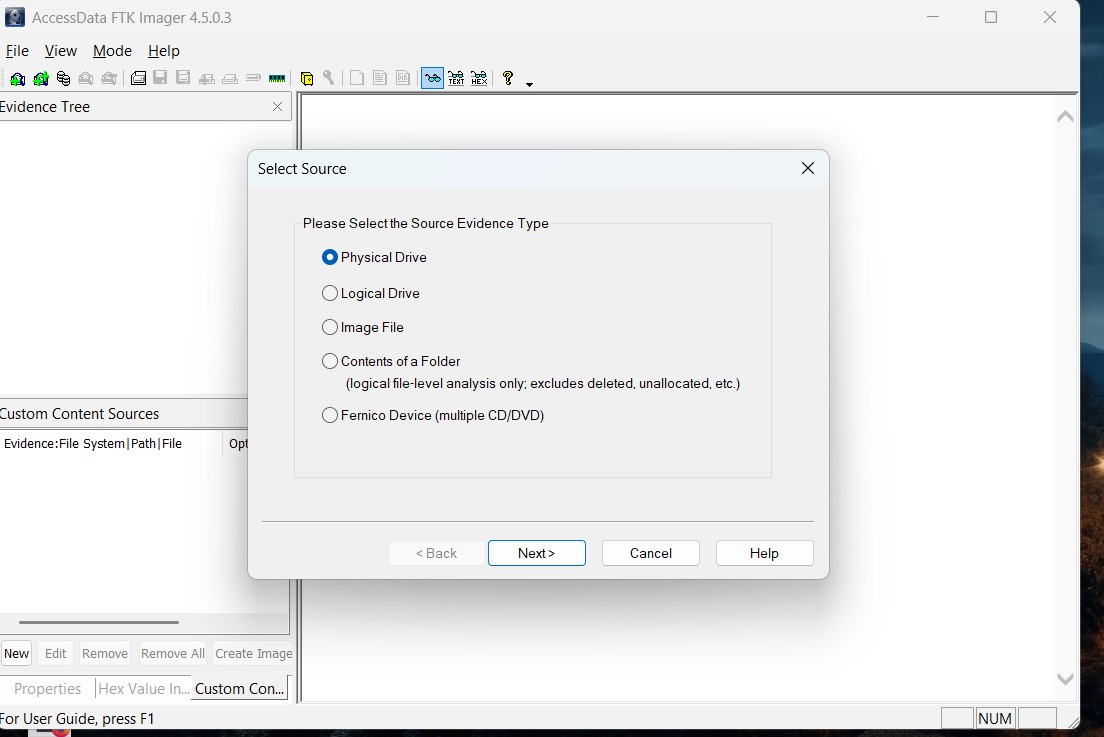 AccessData FTK Imager 4.5.0.3
File View Mode Help
TEXT HEX
Evidence Tree
Select Source
Please Select the Source Evidence Type
Physical Drive
Logical Drive
Image File
Contents of a Folder
(logical file-level analysis only; excludes deleted, unallocated, etc.)
Fernico Device (multiple CD/DVD)
< Back Next > Cancel Help
Custom Content Sources
Evidence:File System|Path|File Opt
New Edit Remove Remove All Create Image
Properties Hex Value In... Custom Con...
For User Guide, press F1 NUM